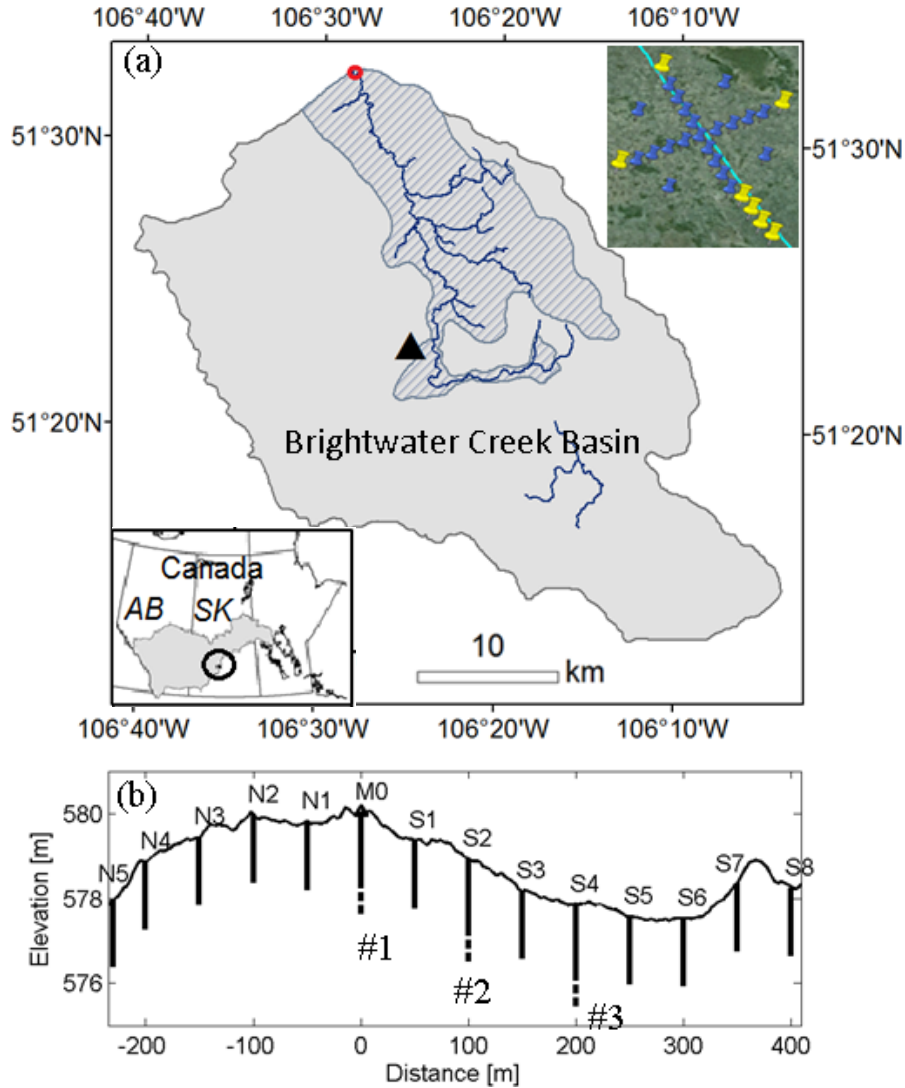 106°40'W 106°30'W 106°20'W 106°10'W
(a)
51°30'N 51°30'N
51°20'N 51°20'N
Brightwater Creek Basin
Canada
AB SK
10
km
106°40'W 106°30'W 106°20'W 106°10'W
(b)
Elevation [m]
580
578
576
N5 N4 N3 N2 N1 M0 S1 S2 S3 S4 S5 S6 S7 S8
#1
#2
#3
-200 -100 0 100 200 300 400
Distance [m]